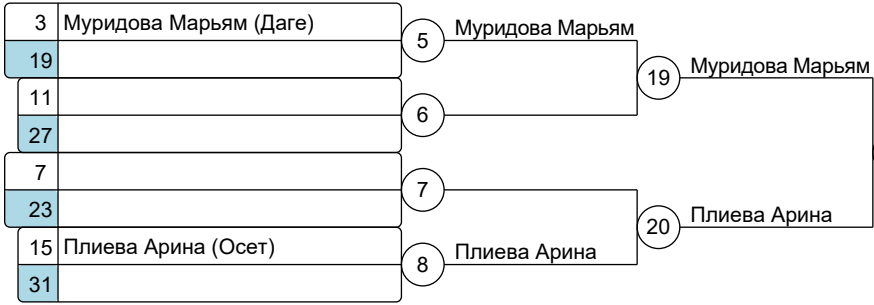 3 Муридова Марьям (Даге)
19
5 Муридова Марьям
11
27
6
19 Муридова Марьям
7
23
7
15 Плиева Арина (Осет)
31
8 Плиева Арина
20 Плиева Арина